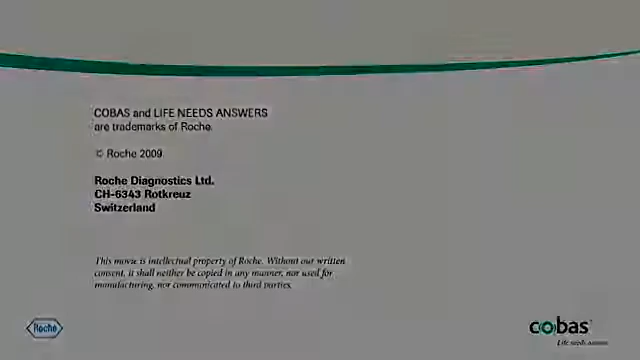 COBAS and LIFE NEEDS ANSWERS
are trademarks of Roche.
© Roche 2009
Roche Diagnostics Ltd.
CH-6343 Rotkreuz
Switzerland
This movie is intellectual property of Roche. Without our written
consent, it shall neither be copied in any manner, nor used for
manufacturing, nor communicated to third parties.
Roche
cobas
Life needs answers